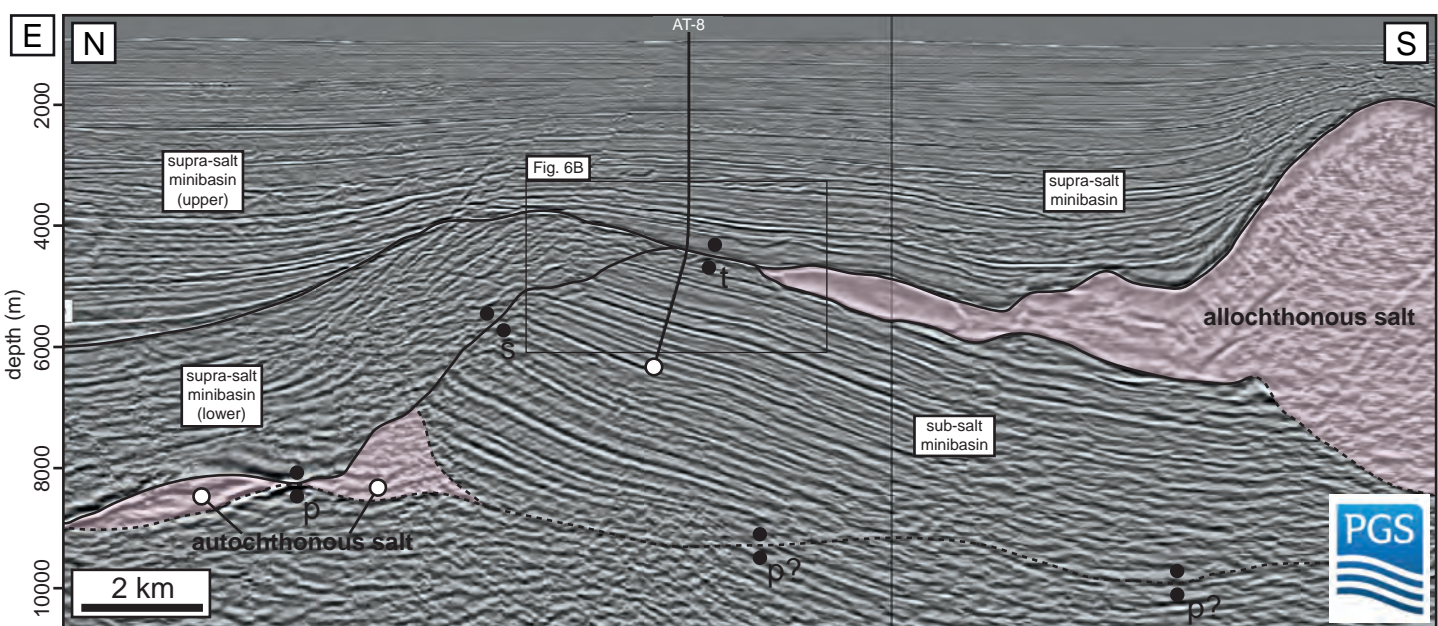 E
N
AT-8
S
2000
4000
6000
8000
10000
depth (m)
supra-salt
minibasin
(upper)
Fig. 6B
supra-salt
minibasin
t
allochthonous salt
s
supra-salt
minibasin
(lower)
sub-salt
minibasin
p
autochthonous salt
p?
p?
2 km
PGS